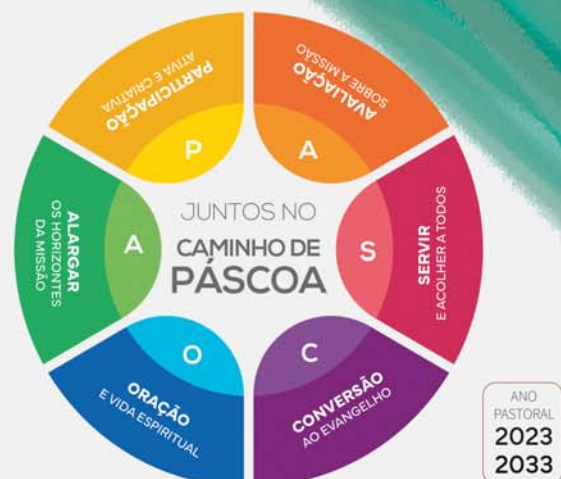 PARTICIPAÇÃO
ATIVA E CRIATIVA
P
AVALIAÇÃO
SOBRE A MISSÃO
A
SERVIR
E ACOLHER A TODOS
S
CONVERSÃO
AO EVANGELHO
C
ORAÇÃO
E VIDA ESPIRITUAL
O
ALARGAR
OS HORIZONTES
DA MISSÃO
A
JUNTOS NO
CAMINHO DE
PÁSCOA
ANO
PASTORAL
2023
2033